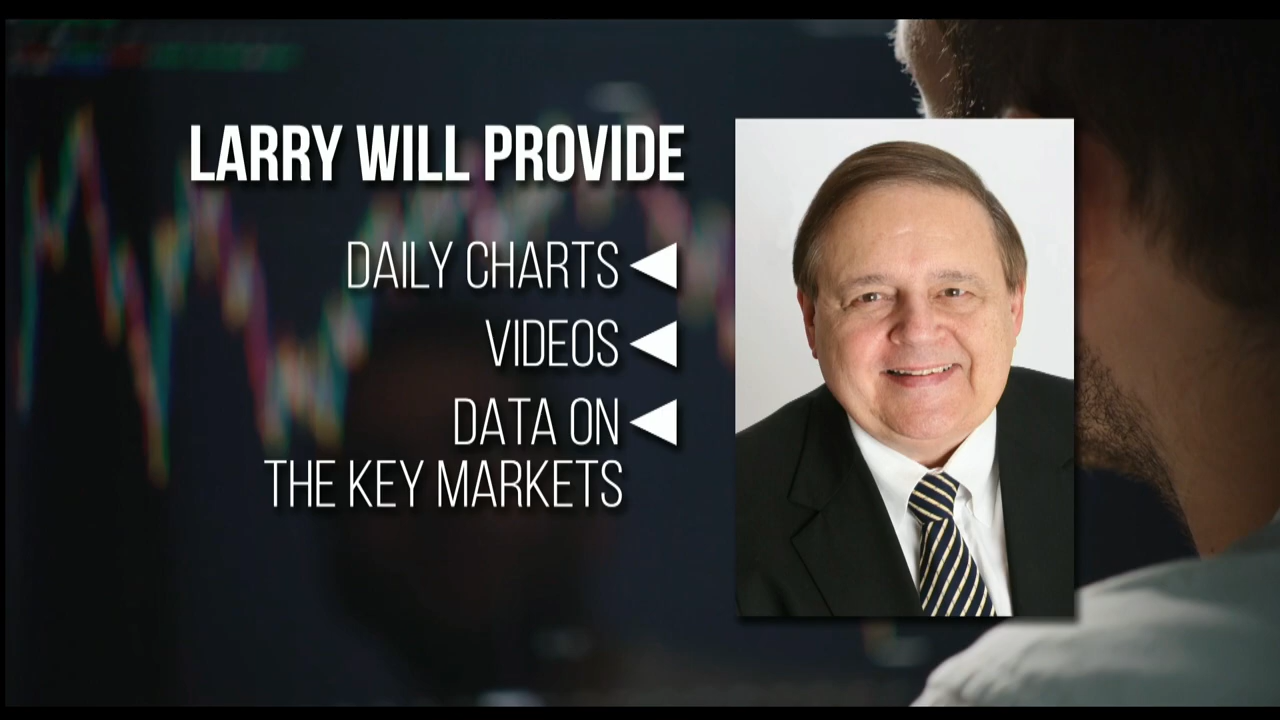 LARRY WILL PROVIDE
DAILY CHARTS
VIDEOS
DATA ON
THE KEY MARKETS